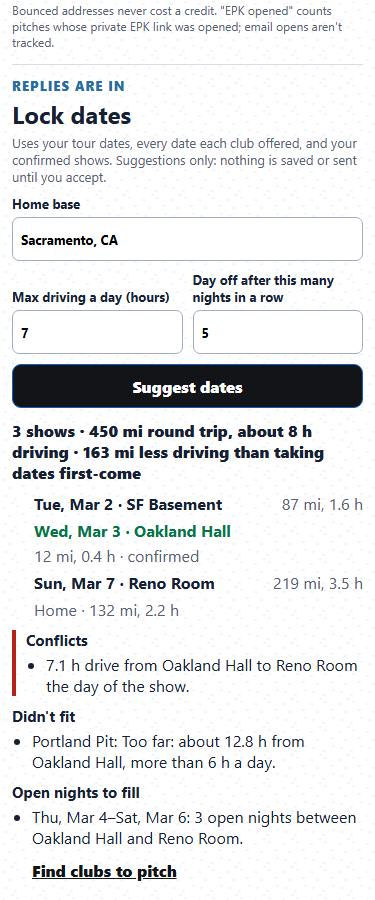 Bounced addresses never cost a credit. "EPK opened" counts
pitches whose private EPK link was opened; email opens aren't
tracked.
REPLIES ARE IN
Lock dates
Uses your tour dates, every date each club offered, and your
confirmed shows. Suggestions only: nothing is saved or sent
until you accept.
Home base
Sacramento, CA
Max driving a day (hours)
7
Day off after this many
nights in a row
5
Suggest dates
3 shows · 450 mi round trip, about 8 h
driving · 163 mi less driving than taking
dates first-come
Tue, Mar 2 · SF Basement 87 mi, 1.6 h
Wed, Mar 3 · Oakland Hall
12 mi, 0.4 h · confirmed
Sun, Mar 7 · Reno Room 219 mi, 3.5 h
Home · 132 mi, 2.2 h
Conflicts
• 7.1 h drive from Oakland Hall to Reno Room
the day of the show.
Didn't fit
• Portland Pit: Too far: about 12.8 h from
Oakland Hall, more than 6 h a day.
Open nights to fill
• Thu, Mar 4–Sat, Mar 6: 3 open nights between
Oakland Hall and Reno Room.
Find clubs to pitch